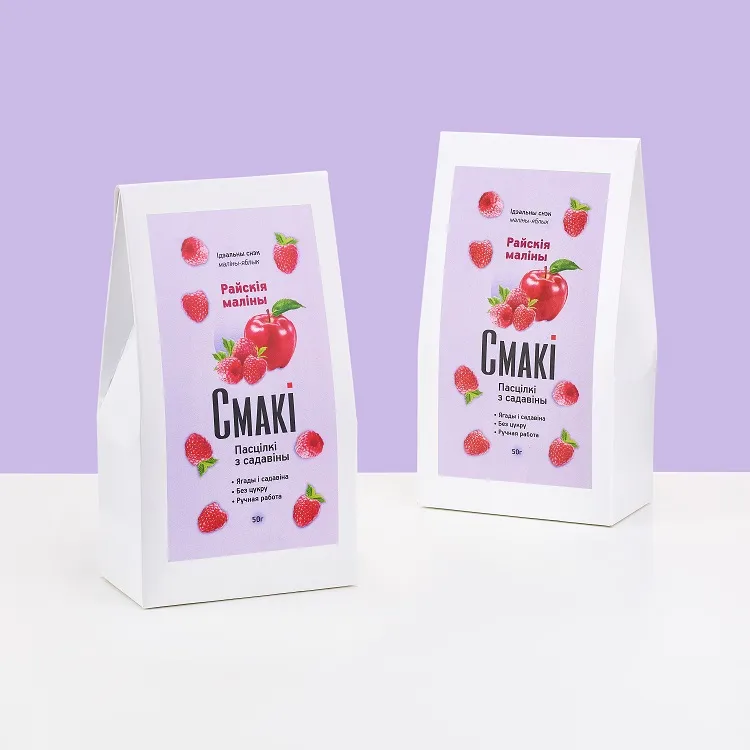 Ідэальны снэк
маліны-яблык
Райскія
маліны
Смакі
Пасцілкі
з садавіны
• Ягады і садавіна
• Без цукру
• Ручная работа
50г
Ідэальны снэк
маліны-яблык
Райскія
маліны
Смакі
Пасцілкі
з садавіны
• Ягады і садавіна
• Без цукру
• Ручная работа
50г